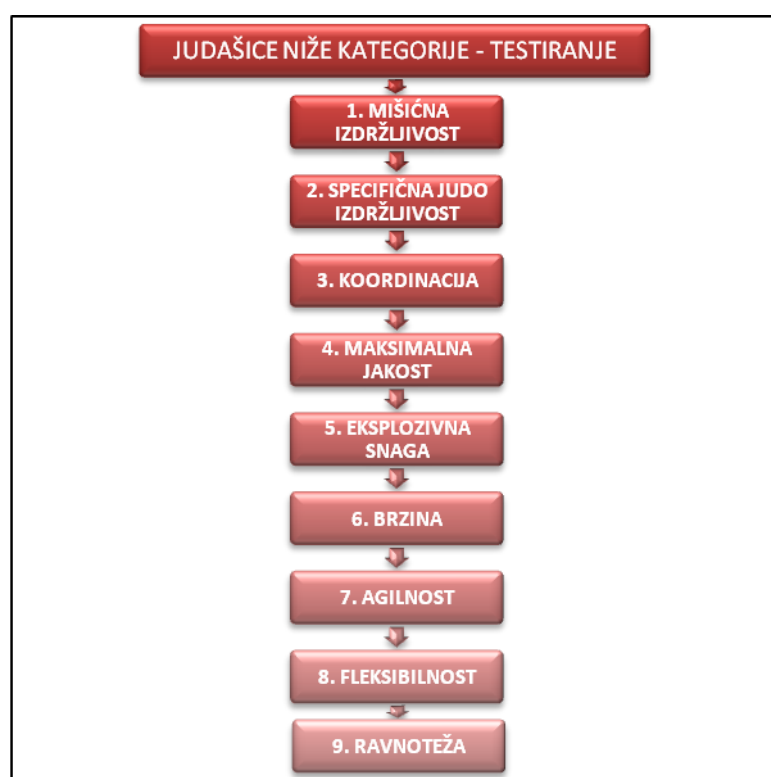 JUDAŠICE NIŽE KATEGORIJE - TESTIRANJE
1. MIŠIĆNA
IZDRŽLJIVOST
2. SPECIFIČNA JUDO
IZDRŽLJIVOST
3. KOORDINACIJA
4. MAKSIMALNA
JAKOST
5. EKSPLOZIVNA
SNAGA
6. BRZINA
7. AGILNOST
8. FLEKSIBILNOST
9. RAVNOTEŽA